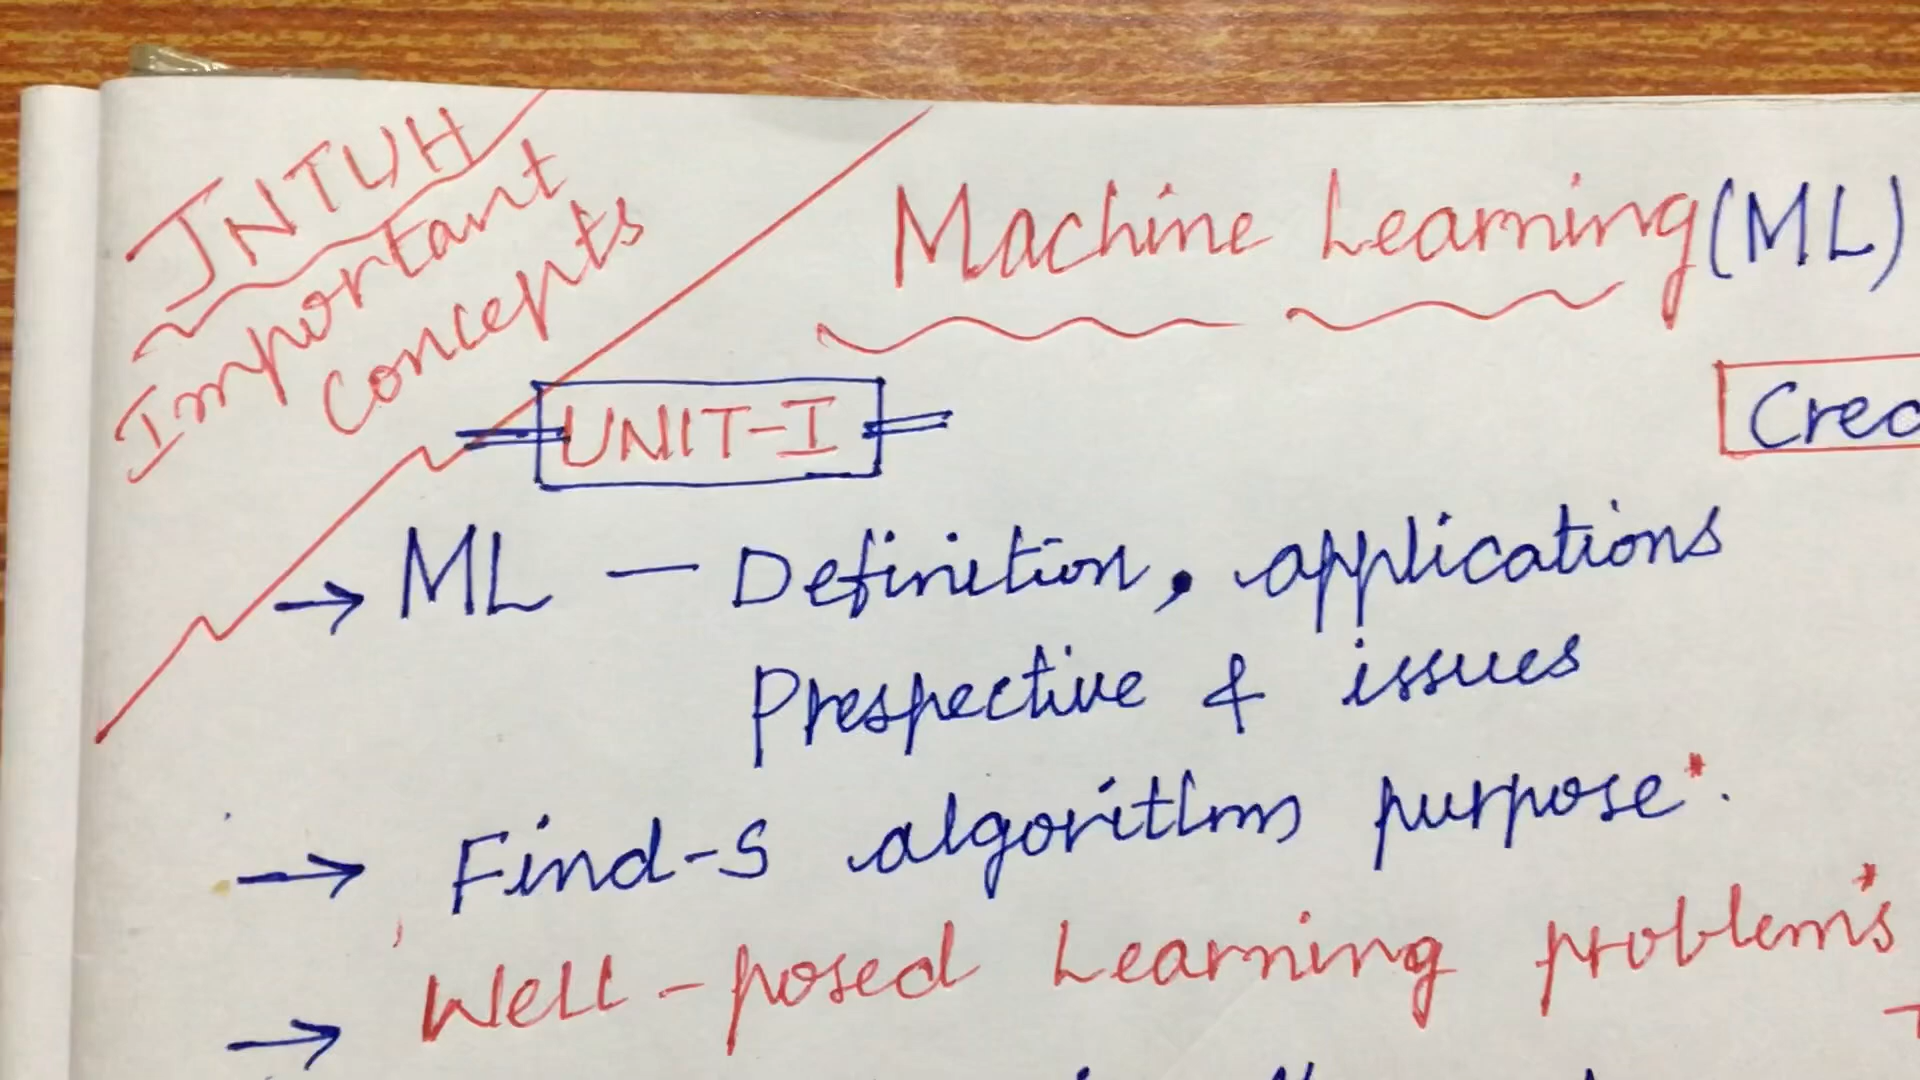 JNTUH
Important
Concepts
Machine Learning (ML)
UNIT-I
→ ML — Definition, applications
Prespective & issues
→ Find-S algorithms purpose*.
→ Well-posed Learning problems*